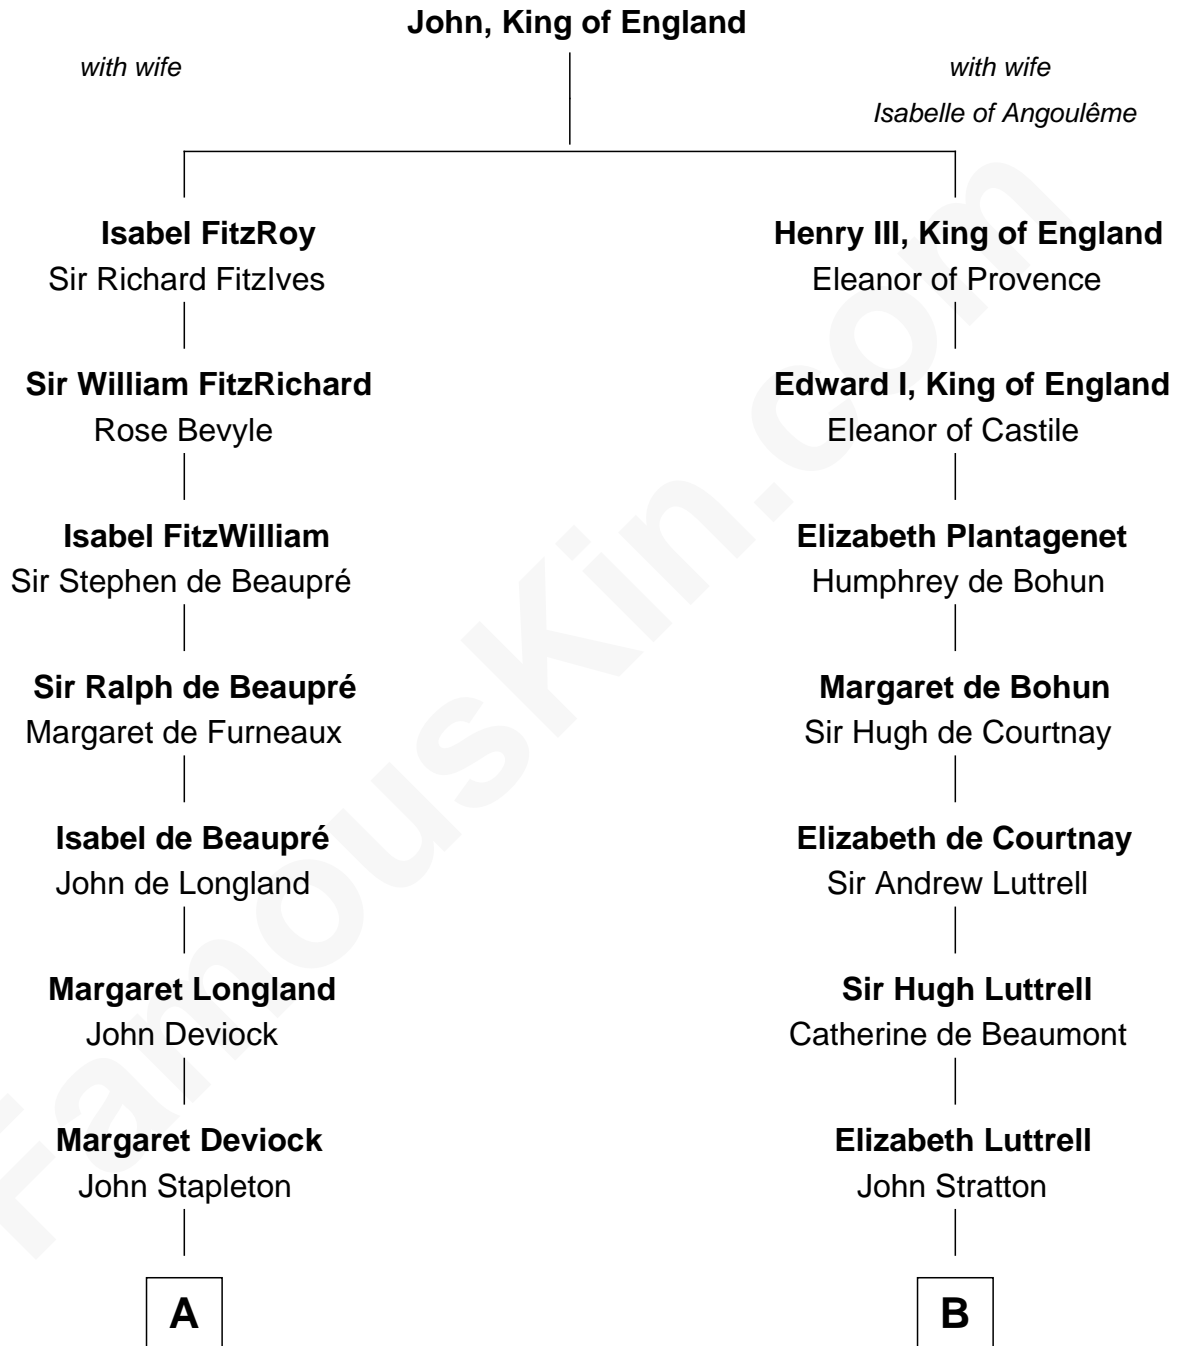 John, King of England
with wife
with wife
Isabelle of Angoulême
Isabel FitzRoy
Sir Richard FitzIves
Sir William FitzRichard
Rose Bevyle
Isabel FitzWilliam
Sir Stephen de Beaupré
Sir Ralph de Beaupré
Margaret de Furneaux
Isabel de Beaupré
John de Longland
Margaret Longland
John Deviock
Margaret Deviock
John Stapleton
A
Henry III, King of England
Eleanor of Provence
Edward I, King of England
Eleanor of Castile
Elizabeth Plantagenet
Humphrey de Bohun
Margaret de Bohun
Sir Hugh de Courtnay
Elizabeth de Courtnay
Sir Andrew Luttrell
Sir Hugh Luttrell
Catherine de Beaumont
Elizabeth Luttrell
John Stratton
B
FamousKin.com